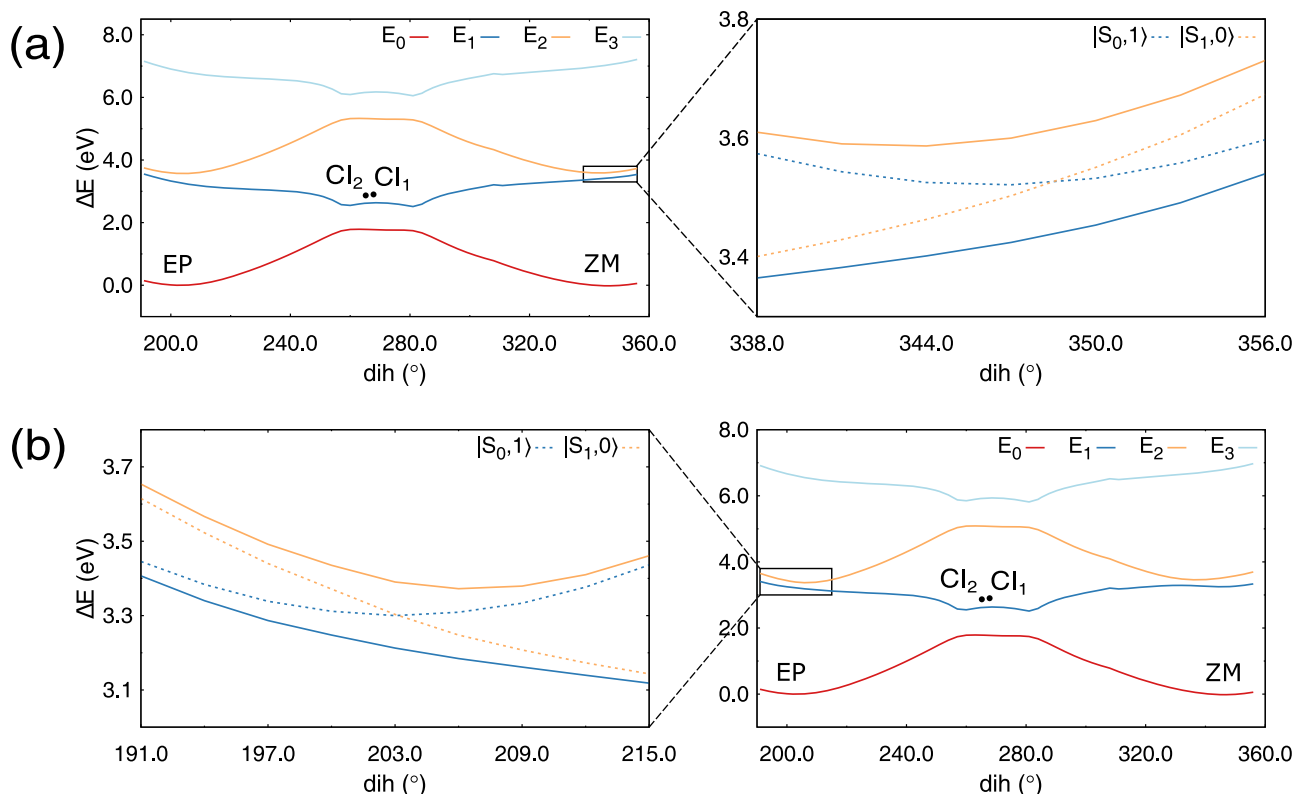 (a)
E0 E1 E2 E3
8.0
6.0
4.0
2.0
0.0
ΔE (eV)
CI2 CI1
EP
ZM
200.0 240.0 280.0 320.0 360.0
dih (°)
|S0,1⟩ |S1,0⟩
3.8
3.6
3.4
338.0 344.0 350.0 356.0
dih (°)
(b)
|S0,1⟩ |S1,0⟩
3.7
3.5
3.3
3.1
ΔE (eV)
191.0 197.0 203.0 209.0 215.0
dih (°)
E0 E1 E2 E3
8.0
6.0
4.0
2.0
0.0
CI2 CI1
EP
ZM
200.0 240.0 280.0 320.0 360.0
dih (°)